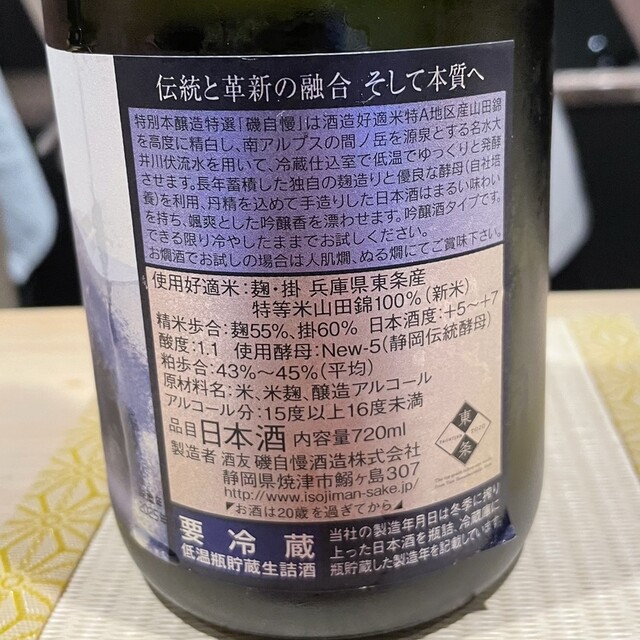 伝統と革新の融合 そして本質へ
特別本醸造特選「磯自慢」は酒造好適米特A地区産山田錦
を高度に精白し、南アルプスの間ノ岳を源泉とする名水大
井川伏流水を用いて、冷蔵仕込室で低温でゆっくりと発酵
させます。長年蓄積した独自の麹造りと優良な酵母(自社培
養)を利用、丹精を込めて手造りした日本酒はまるい味わい
を持ち、颯爽とした吟醸香を漂わせます。吟醸酒タイプです。
できる限り冷やしたままでお試しください。
お燗酒でお試しの場合は人肌燗、ぬる燗にてご賞味下さい。
使用好適米:麹・掛 兵庫県東条産
特等米山田錦100%(新米)
精米歩合:麹55%、掛60% 日本酒度:+5~+7
酸度:1.1 使用酵母:New-5(静岡伝統酵母)
粕歩合:43%~45%(平均)
原材料名:米、米麹、醸造アルコール
アルコール分:15度以上16度未満
品目 日本酒 内容量720ml
製造者 酒友 磯自慢酒造株式会社
静岡県焼津市鰯ヶ島307
http://www.isojiman-sake.jp/
お酒は20歳を過ぎてから
東条
要冷蔵
低温瓶貯蔵生詰酒
当社の製造年月日は冬季に搾り
上った日本酒を瓶詰、冷蔵庫に
瓶貯蔵した製造年を記載しています。